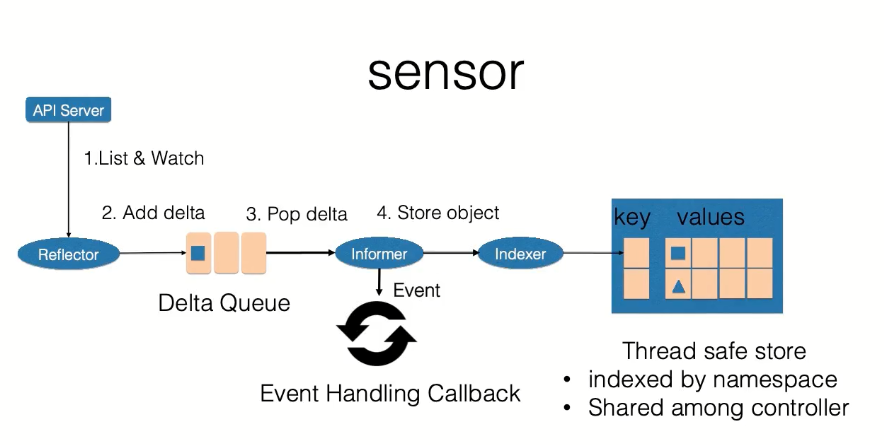 sensor
API Server
1.List & Watch
2. Add delta
3. Pop delta
4. Store object
key
values
Reflector
Informer
Indexer
Delta Queue
Event
Event Handling Callback
Thread safe store
• indexed by namespace
• Shared among controller